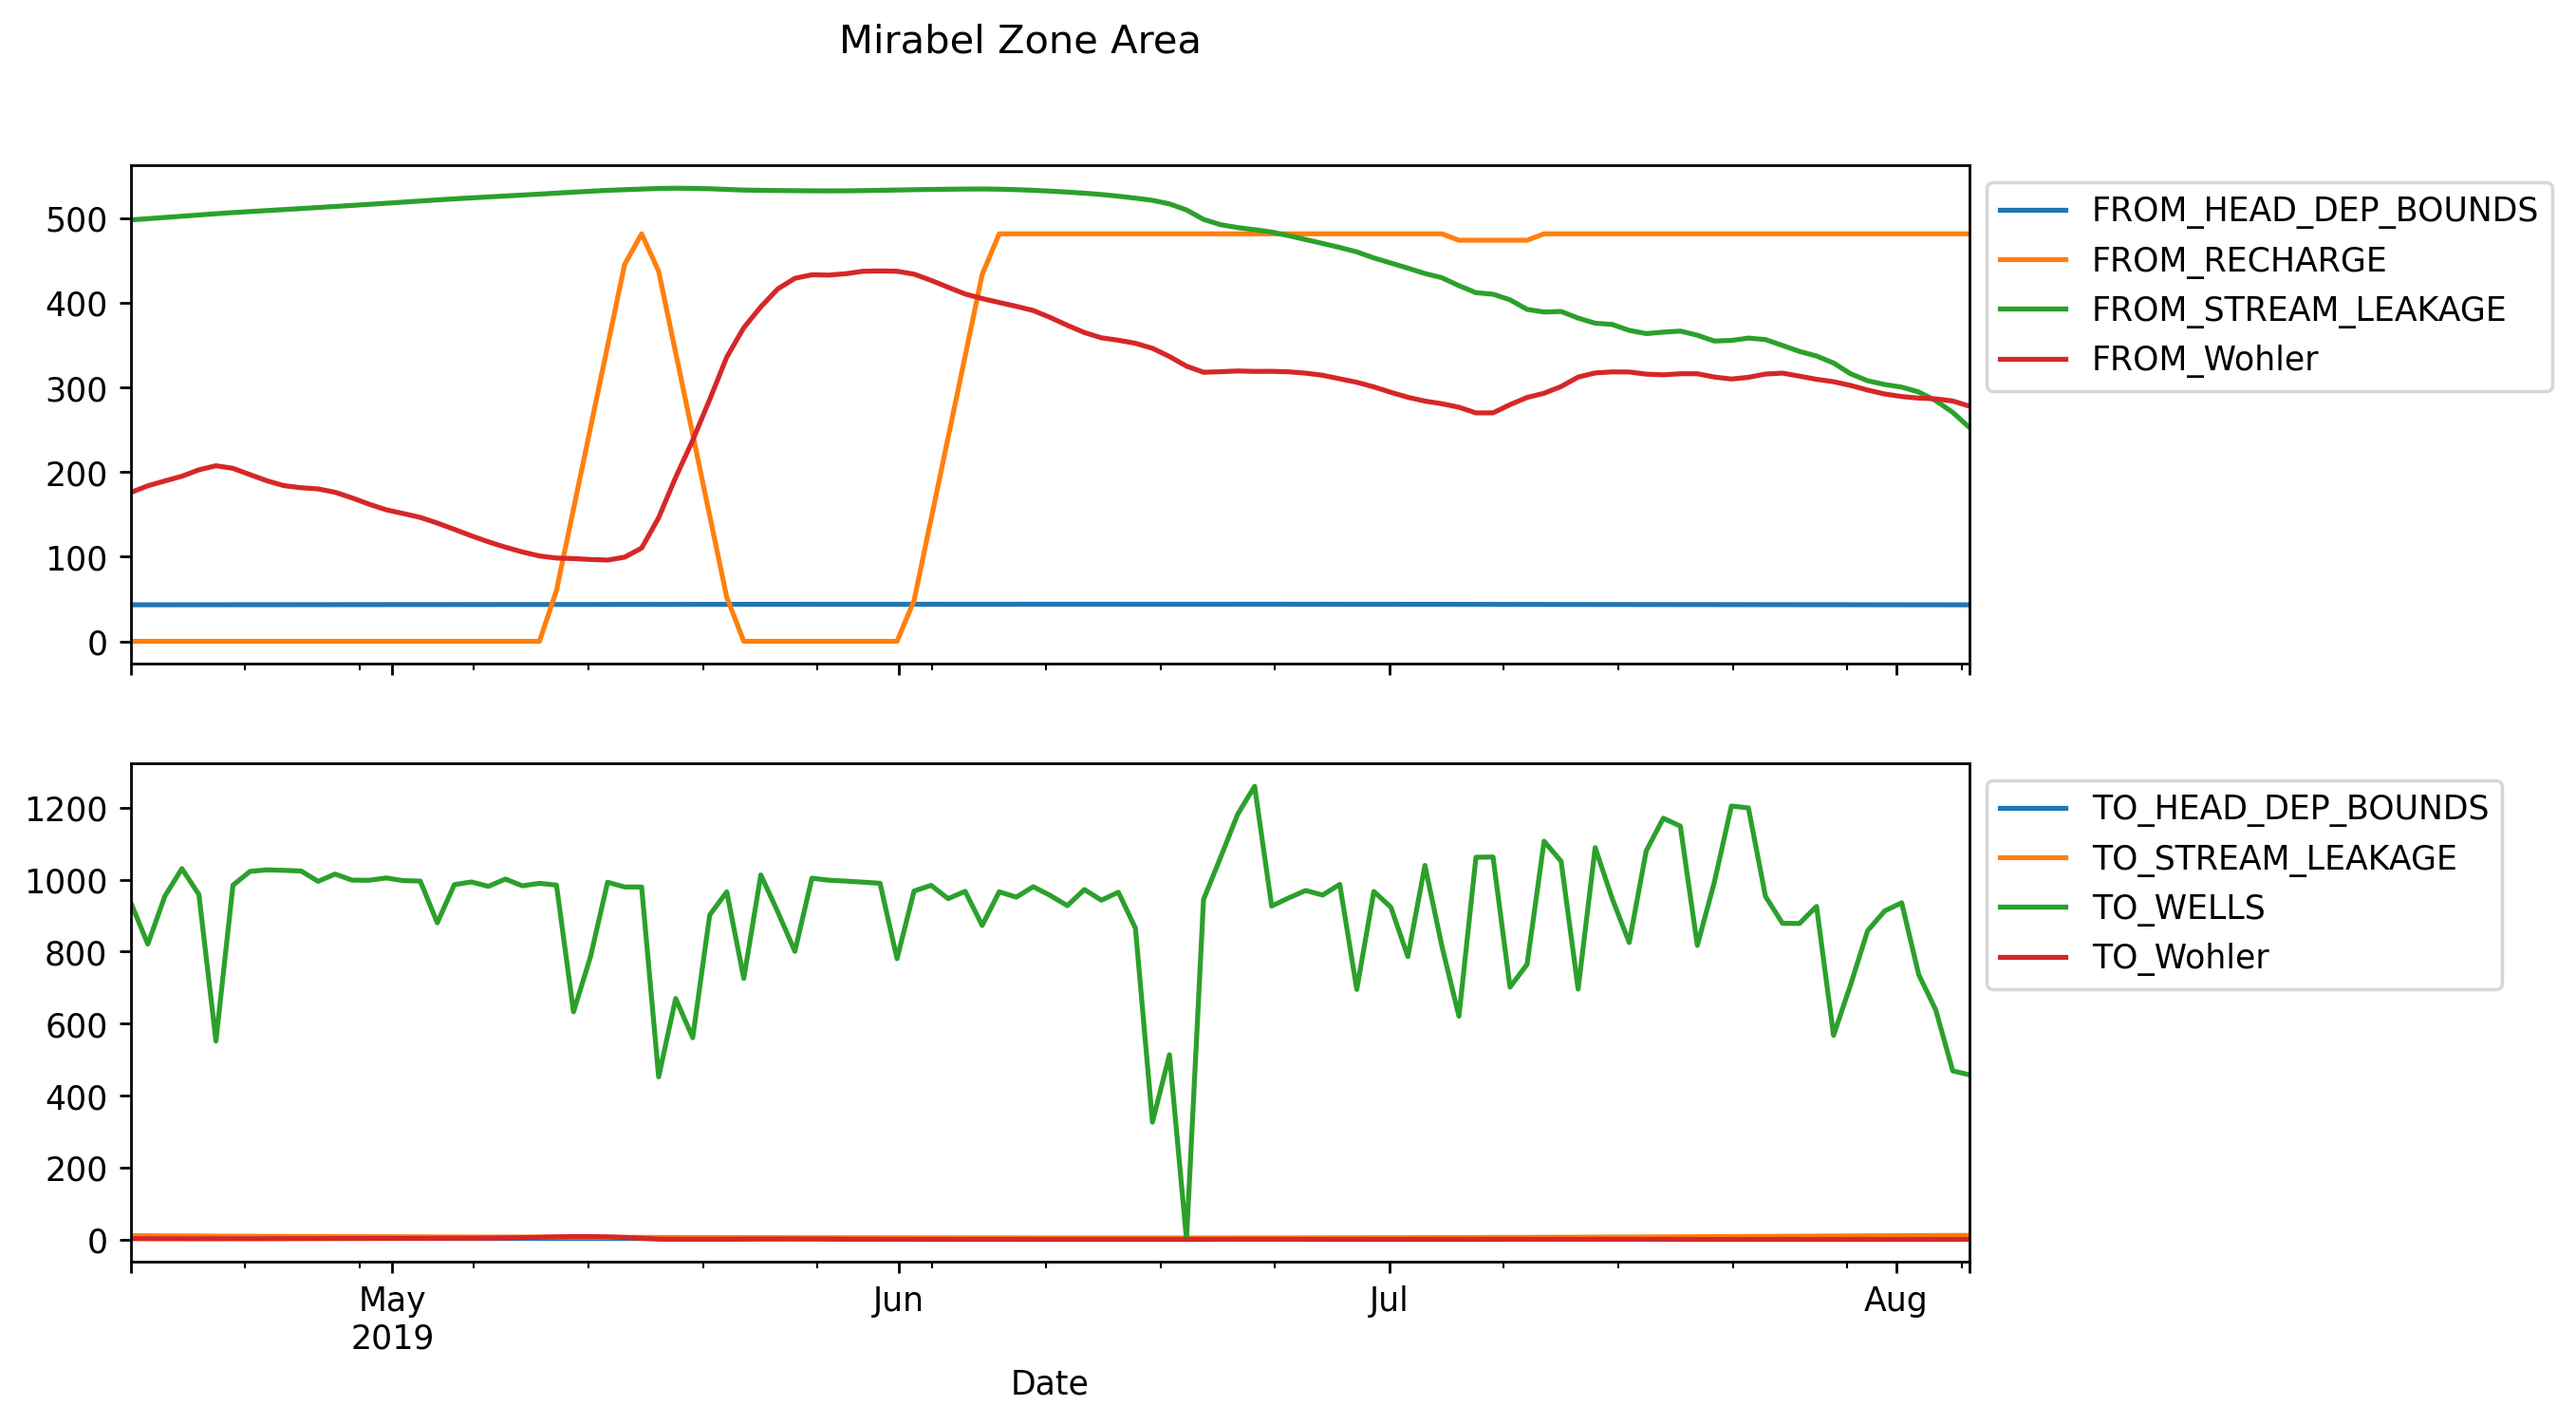 Mirabel Zone Area
500
400
300
200
100
0
FROM_HEAD_DEP_BOUNDS
FROM_RECHARGE
FROM_STREAM_LEAKAGE
FROM_Wohler
1200
1000
800
600
400
200
0
TO_HEAD_DEP_BOUNDS
TO_STREAM_LEAKAGE
TO_WELLS
TO_Wohler
May Jun Jul Aug
2019
Date